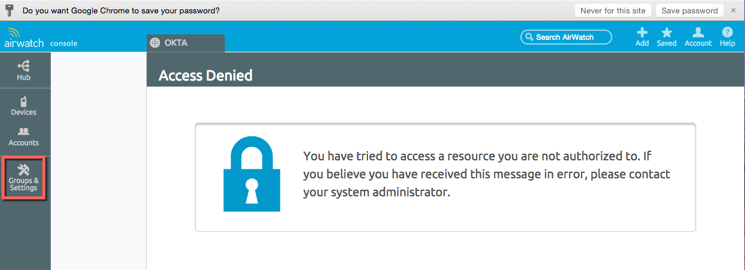 Do you want Google Chrome to save your password?
Never for this site
Save password
×
airwatch console
OKTA
Search AirWatch
Add
Saved
Account
Help
Hub
Devices
Accounts
Groups &
Settings
Access Denied
You have tried to access a resource you are not authorized to. If
you believe you have received this message in error, please contact
your system administrator.